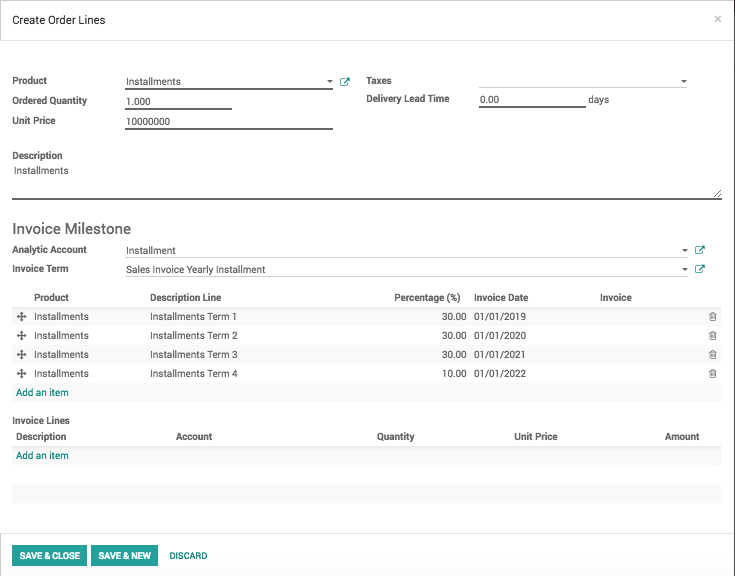 Create Order Lines ×
Product Installments Taxes
Ordered Quantity 1.000 Delivery Lead Time 0.00 days
Unit Price 10000000
Description
Installments
Invoice Milestone
Analytic Account Installment
Invoice Term Sales Invoice Yearly Installment
Product Description Line Percentage (%) Invoice Date Invoice
Installments Installments Term 1 30.00 01/01/2019
Installments Installments Term 2 30.00 01/01/2020
Installments Installments Term 3 30.00 01/01/2021
Installments Installments Term 4 10.00 01/01/2022
Add an item
Invoice Lines
Description Account Quantity Unit Price Amount
Add an item
SAVE & CLOSE SAVE & NEW DISCARD